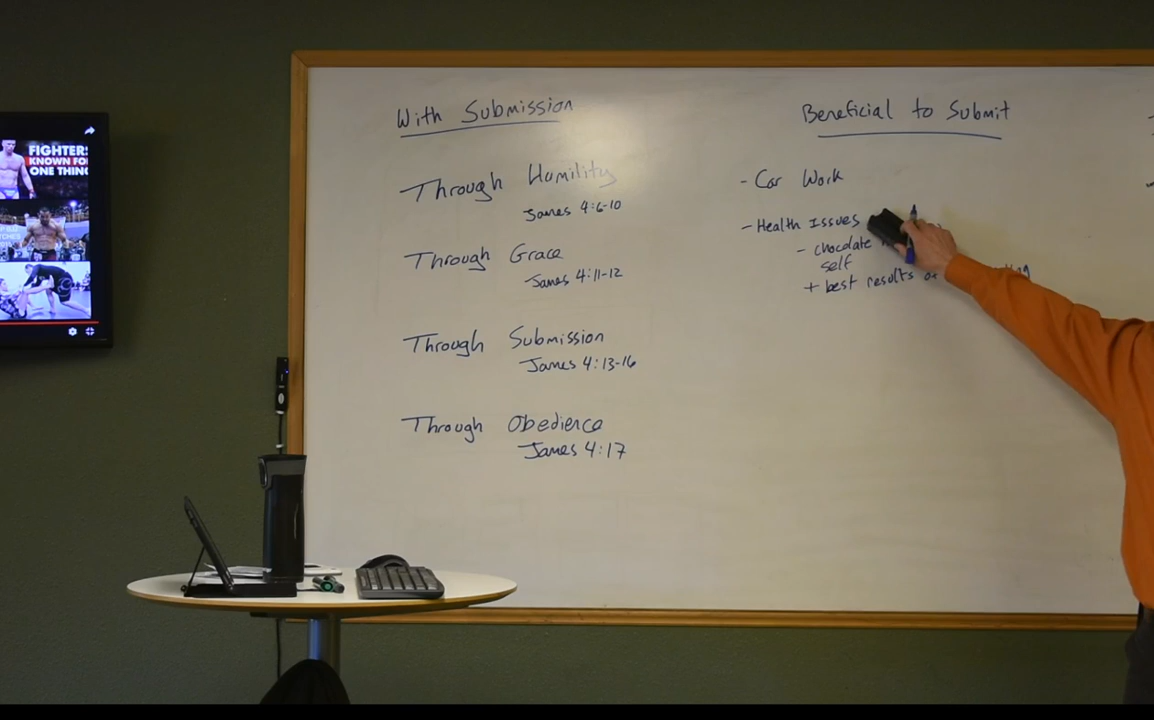 FIGHTERS
KNOWN FO
ONE THIN
With Submission
Through Humility
James 4:6-10
Through Grace
James 4:11-12
Through Submission
James 4:13-16
Through Obedience
James 4:17
Beneficial to Submit
- Car Work
- Health Issues
- chocolate
self
+ best results